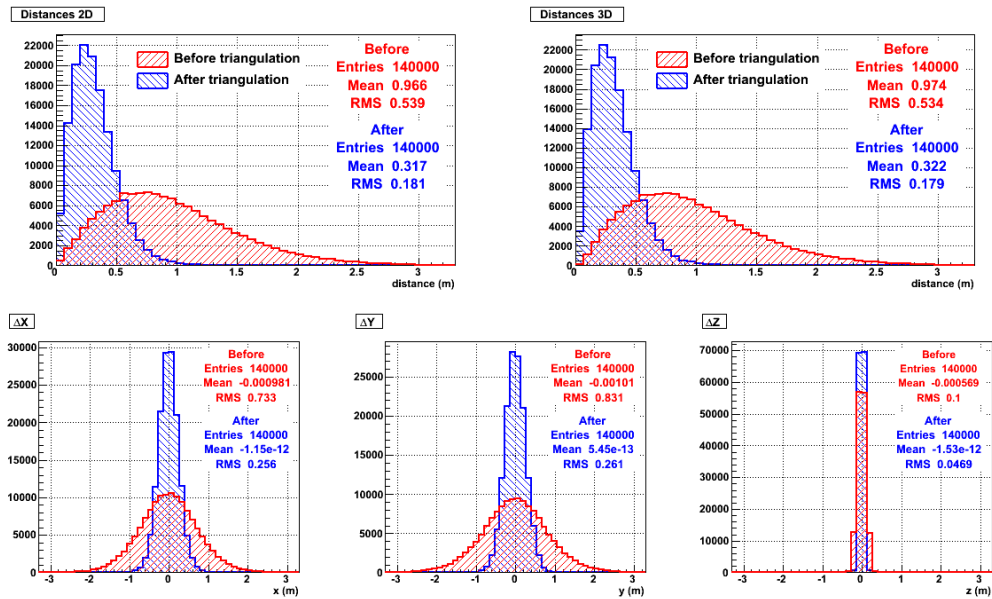 Distances 2D
22000
20000
18000
16000
14000
12000
10000
8000
6000
4000
2000
0
0 0.5 1 1.5 2 2.5 3
distance (m)
Before triangulation
After triangulation
Before
Entries 140000
Mean 0.966
RMS 0.539
After
Entries 140000
Mean 0.317
RMS 0.181
Distances 3D
22000
20000
18000
16000
14000
12000
10000
8000
6000
4000
2000
0
0 0.5 1 1.5 2 2.5 3
distance (m)
Before triangulation
After triangulation
Before
Entries 140000
Mean 0.974
RMS 0.534
After
Entries 140000
Mean 0.322
RMS 0.179
ΔX
30000
25000
20000
15000
10000
5000
0
-3 -2 -1 0 1 2 3
x (m)
Before
Entries 140000
Mean -0.000981
RMS 0.733
After
Entries 140000
Mean -1.15e-12
RMS 0.256
ΔY
25000
20000
15000
10000
5000
0
-3 -2 -1 0 1 2 3
y (m)
Before
Entries 140000
Mean -0.00101
RMS 0.831
After
Entries 140000
Mean 5.45e-13
RMS 0.261
ΔZ
70000
60000
50000
40000
30000
20000
10000
0
-3 -2 -1 0 1 2 3
z (m)
Before
Entries 140000
Mean -0.000569
RMS 0.1
After
Entries 140000
Mean -1.53e-12
RMS 0.0469